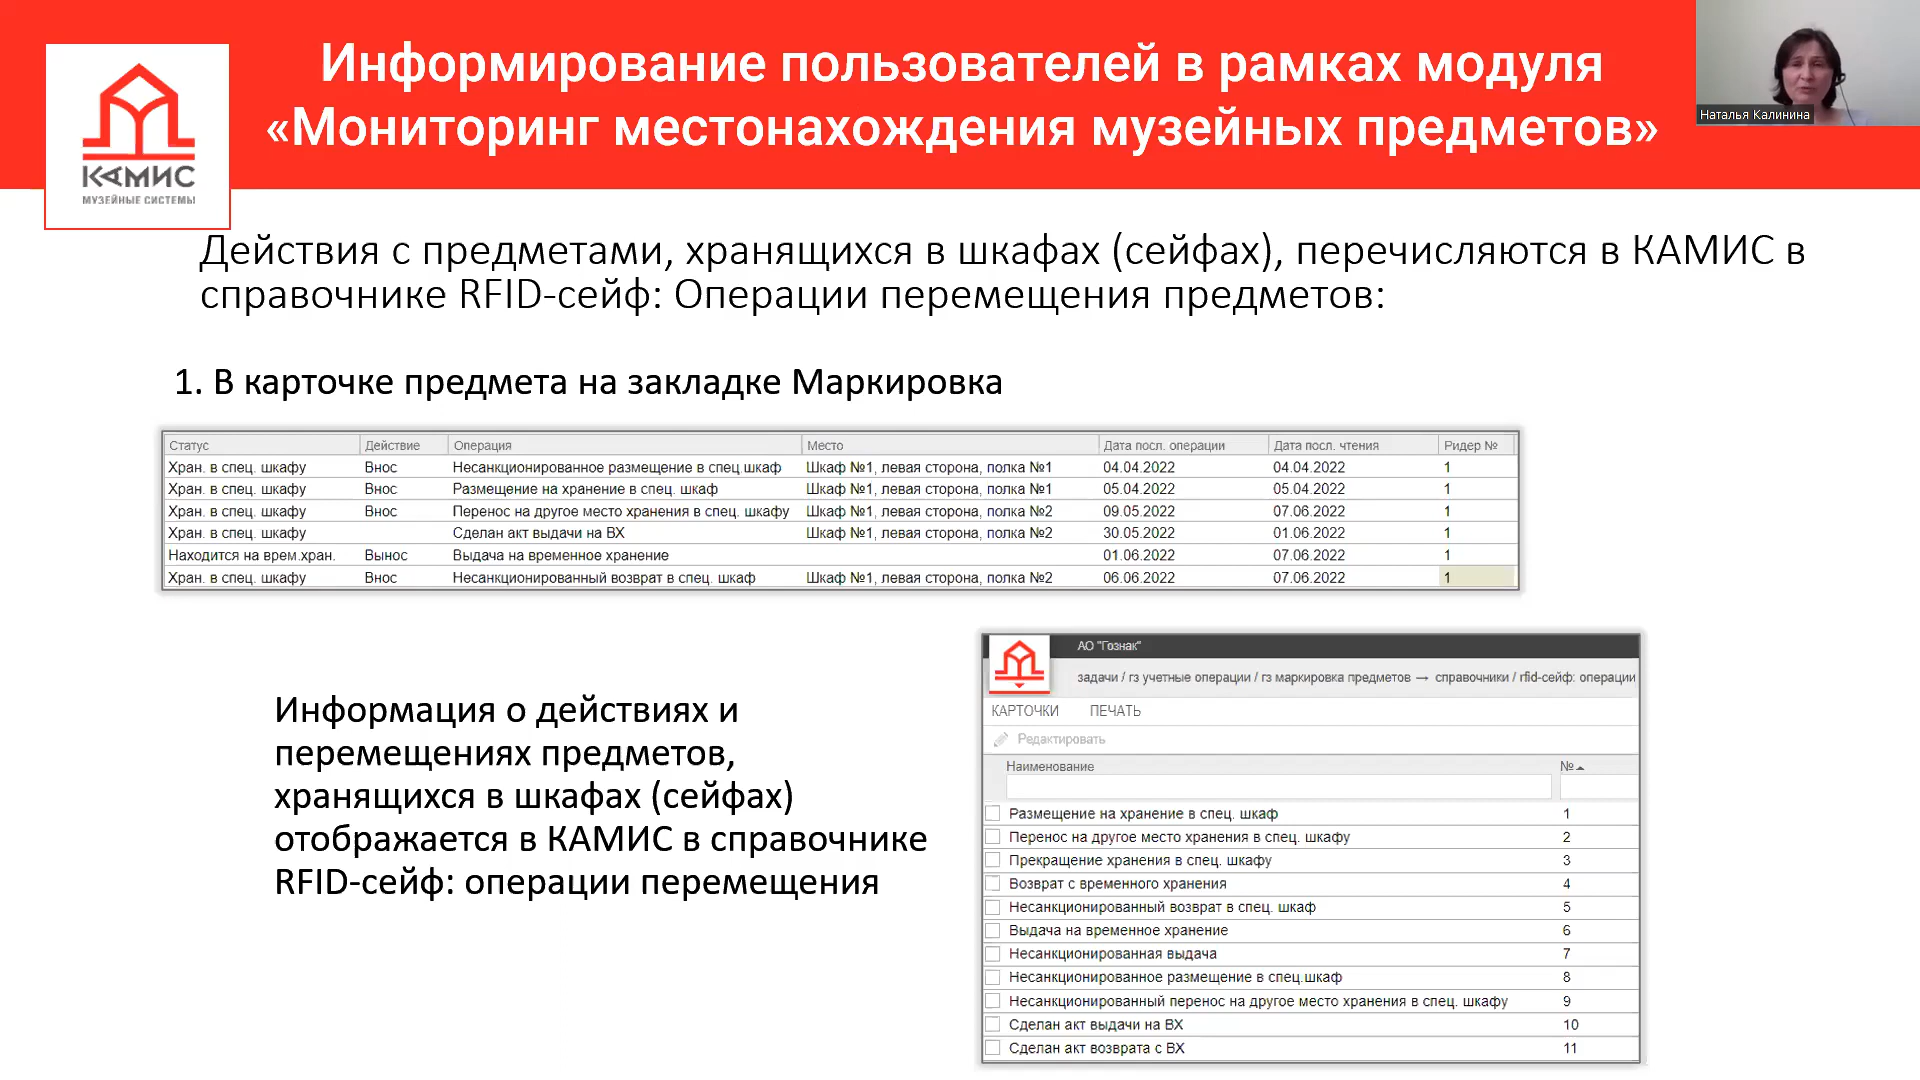 Информирование пользователей в рамках модуля
«Мониторинг местонахождения музейных предметов»
Наталья Калинина
КАМИС
МУЗЕЙНЫЕ СИСТЕМЫ
Действия с предметами, хранящихся в шкафах (сейфах), перечисляются в КАМИС в
справочнике RFID-сейф: Операции перемещения предметов:
1. В карточке предмета на закладке Маркировка
Статус Действие Операция Место Дата посл. операции Дата посл. чтения Ридер №
Хран. в спец. шкафу Внос Несанкционированное размещение в спец.шкаф Шкаф №1, левая сторона, полка №1 04.04.2022 04.04.2022 1
Хран. в спец. шкафу Внос Размещение на хранение в спец. шкаф Шкаф №1, левая сторона, полка №1 05.04.2022 05.04.2022 1
Хран. в спец. шкафу Внос Перенос на другое место хранения в спец. шкафу Шкаф №1, левая сторона, полка №2 09.05.2022 07.06.2022 1
Хран. в спец. шкафу Сделан акт выдачи на ВХ Шкаф №1, левая сторона, полка №2 30.05.2022 01.06.2022 1
Находится на врем.хран. Вынос Выдача на временное хранение 01.06.2022 07.06.2022 1
Хран. в спец. шкафу Внос Несанкционированный возврат в спец. шкаф Шкаф №1, левая сторона, полка №2 06.06.2022 07.06.2022 1
Информация о действиях и
перемещениях предметов,
хранящихся в шкафах (сейфах)
отображается в КАМИС в справочнике
RFID-сейф: операции перемещения
АО "Гознак"
задачи / гз учетные операции / гз маркировка предметов → справочники / rfid-сейф: операции
КАРТОЧКИ ПЕЧАТЬ
Редактировать
Наименование №
Размещение на хранение в спец. шкаф 1
Перенос на другое место хранения в спец. шкафу 2
Прекращение хранения в спец. шкафу 3
Возврат с временного хранения 4
Несанкционированный возврат в спец. шкаф 5
Выдача на временное хранение 6
Несанкционированная выдача 7
Несанкционированное размещение в спец.шкаф 8
Несанкционированный перенос на другое место хранения в спец. шкафу 9
Сделан акт выдачи на ВХ 10
Сделан акт возврата с ВХ 11